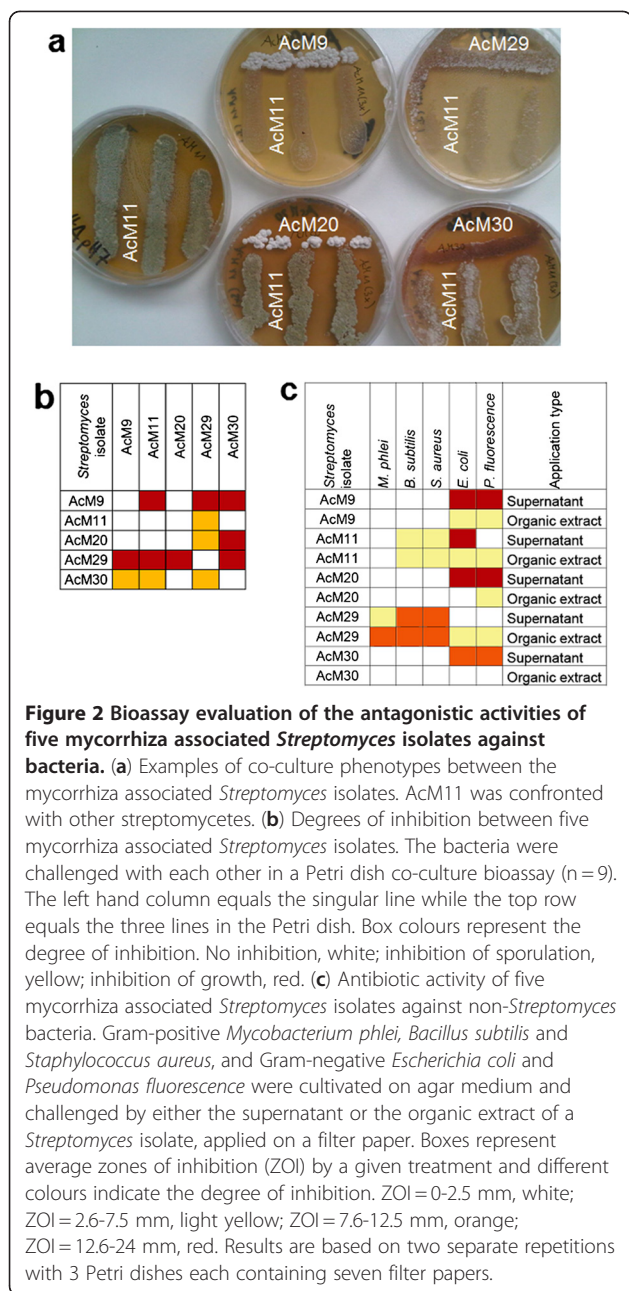 a
AcM9
AcM29
AcM11
AcM11
AcM11
AcM20
AcM30
AcM11
AcM11
b
Streptomyces isolate AcM9 AcM11 AcM20 AcM29 AcM30
AcM9
AcM11
AcM20
AcM29
AcM30
c
Streptomyces isolate M. phlei B. subtilis S. aureus E. coli P. fluorescence Application type
AcM9 Supernatant
AcM9 Organic extract
AcM11 Supernatant
AcM11 Organic extract
AcM20 Supernatant
AcM20 Organic extract
AcM29 Supernatant
AcM29 Organic extract
AcM30 Supernatant
AcM30 Organic extract
Figure 2 Bioassay evaluation of the antagonistic activities of
five mycorrhiza associated Streptomyces isolates against
bacteria. (a) Examples of co-culture phenotypes between the
mycorrhiza associated Streptomyces isolates. AcM11 was confronted
with other streptomycetes. (b) Degrees of inhibition between five
mycorrhiza associated Streptomyces isolates. The bacteria were
challenged with each other in a Petri dish co-culture bioassay (n = 9).
The left hand column equals the singular line while the top row
equals the three lines in the Petri dish. Box colours represent the
degree of inhibition. No inhibition, white; inhibition of sporulation,
yellow; inhibition of growth, red. (c) Antibiotic activity of five
mycorrhiza associated Streptomyces isolates against non-Streptomyces
bacteria. Gram-positive Mycobacterium phlei, Bacillus subtilis and
Staphylococcus aureus, and Gram-negative Escherichia coli and
Pseudomonas fluorescence were cultivated on agar medium and
challenged by either the supernatant or the organic extract of a
Streptomyces isolate, applied on a filter paper. Boxes represent
average zones of inhibition (ZOI) by a given treatment and different
colours indicate the degree of inhibition. ZOI = 0-2.5 mm, white;
ZOI = 2.6-7.5 mm, light yellow; ZOI = 7.6-12.5 mm, orange;
ZOI = 12.6-24 mm, red. Results are based on two separate repetitions
with 3 Petri dishes each containing seven filter papers.